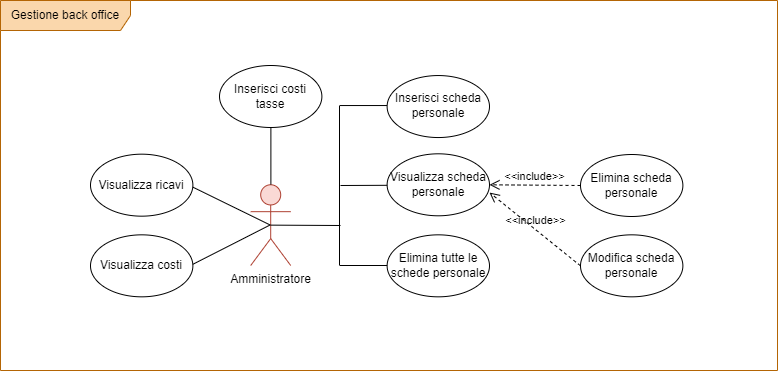 Gestione back office
Inserisci costi
tasse
Inserisci scheda
personale
Visualizza ricavi
Visualizza scheda
personale
<<include>>
Elimina scheda
personale
<<include>>
Visualizza costi
Amministratore
Elimina tutte le
schede personale
Modifica scheda
personale